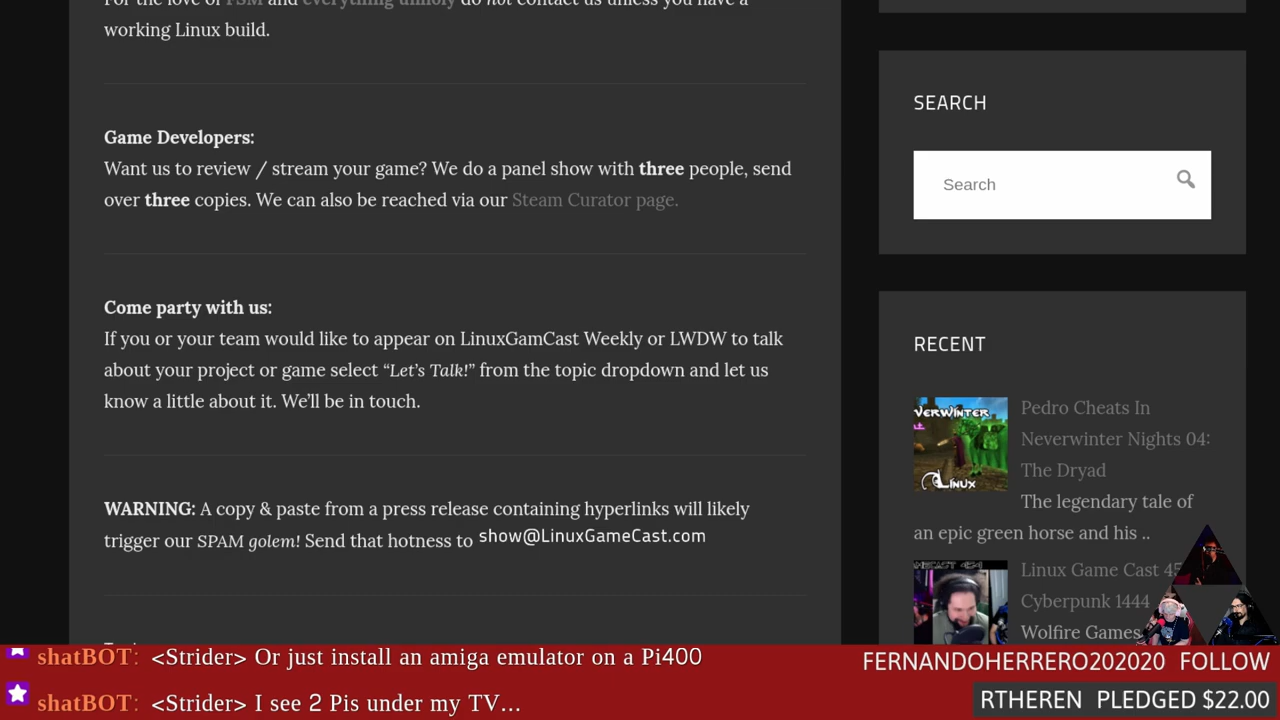 For the love of FSM and everything unholy do not contact us unless you have a
working Linux build.
Game Developers:
Want us to review / stream your game? We do a panel show with three people, send
over three copies. We can also be reached via our Steam Curator page.
Come party with us:
If you or your team would like to appear on LinuxGamCast Weekly or LWDW to talk
about your project or game select “Let’s Talk!” from the topic dropdown and let us
know a little about it. We’ll be in touch.
WARNING: A copy & paste from a press release containing hyperlinks will likely
trigger our SPAM golem! Send that hotness to show@LinuxGameCast.com
SEARCH
Search
RECENT
VERWINTER
LINUX
Pedro Cheats In
Neverwinter Nights 04:
The Dryad
The legendary tale of
an epic green horse and his ..
Linux Game Cast
Cyberpunk 1444
Wolfire Games
shatBOT: <Strider> Or just install an amiga emulator on a Pi400
shatBOT: <Strider> I see 2 Pis under my TV...
FERNANDOHERRERO202020 FOLLOW
RTHEREN PLEDGED $22.00